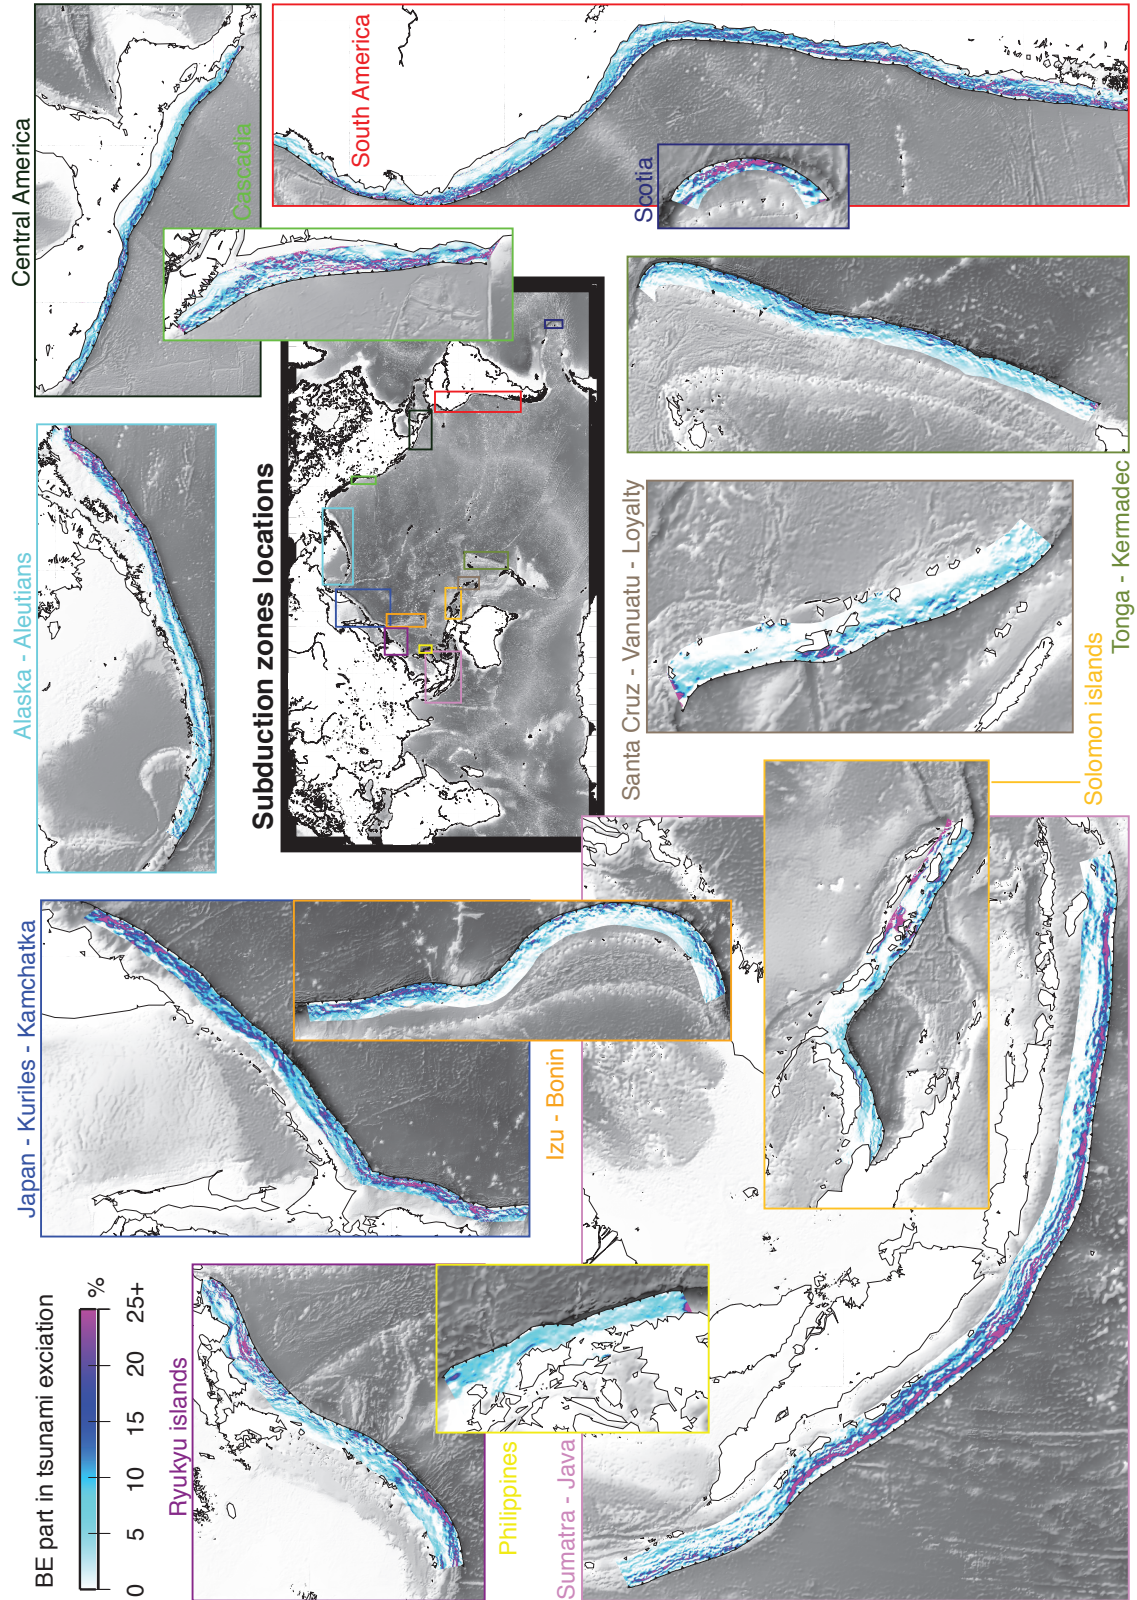 BE part in tsunami exciation
0 5 10 15 20 25+
%
Ryukyu islands
Philippines
Sumatra - Java
Japan - Kuriles - Kamchatka
Izu - Bonin
Alaska - Aleutians
Subduction zones locations
Santa Cruz - Vanuatu - Loyalty
Solomon islands
Tonga - Kermadec
Central America
Cascadia
South America
Scotia